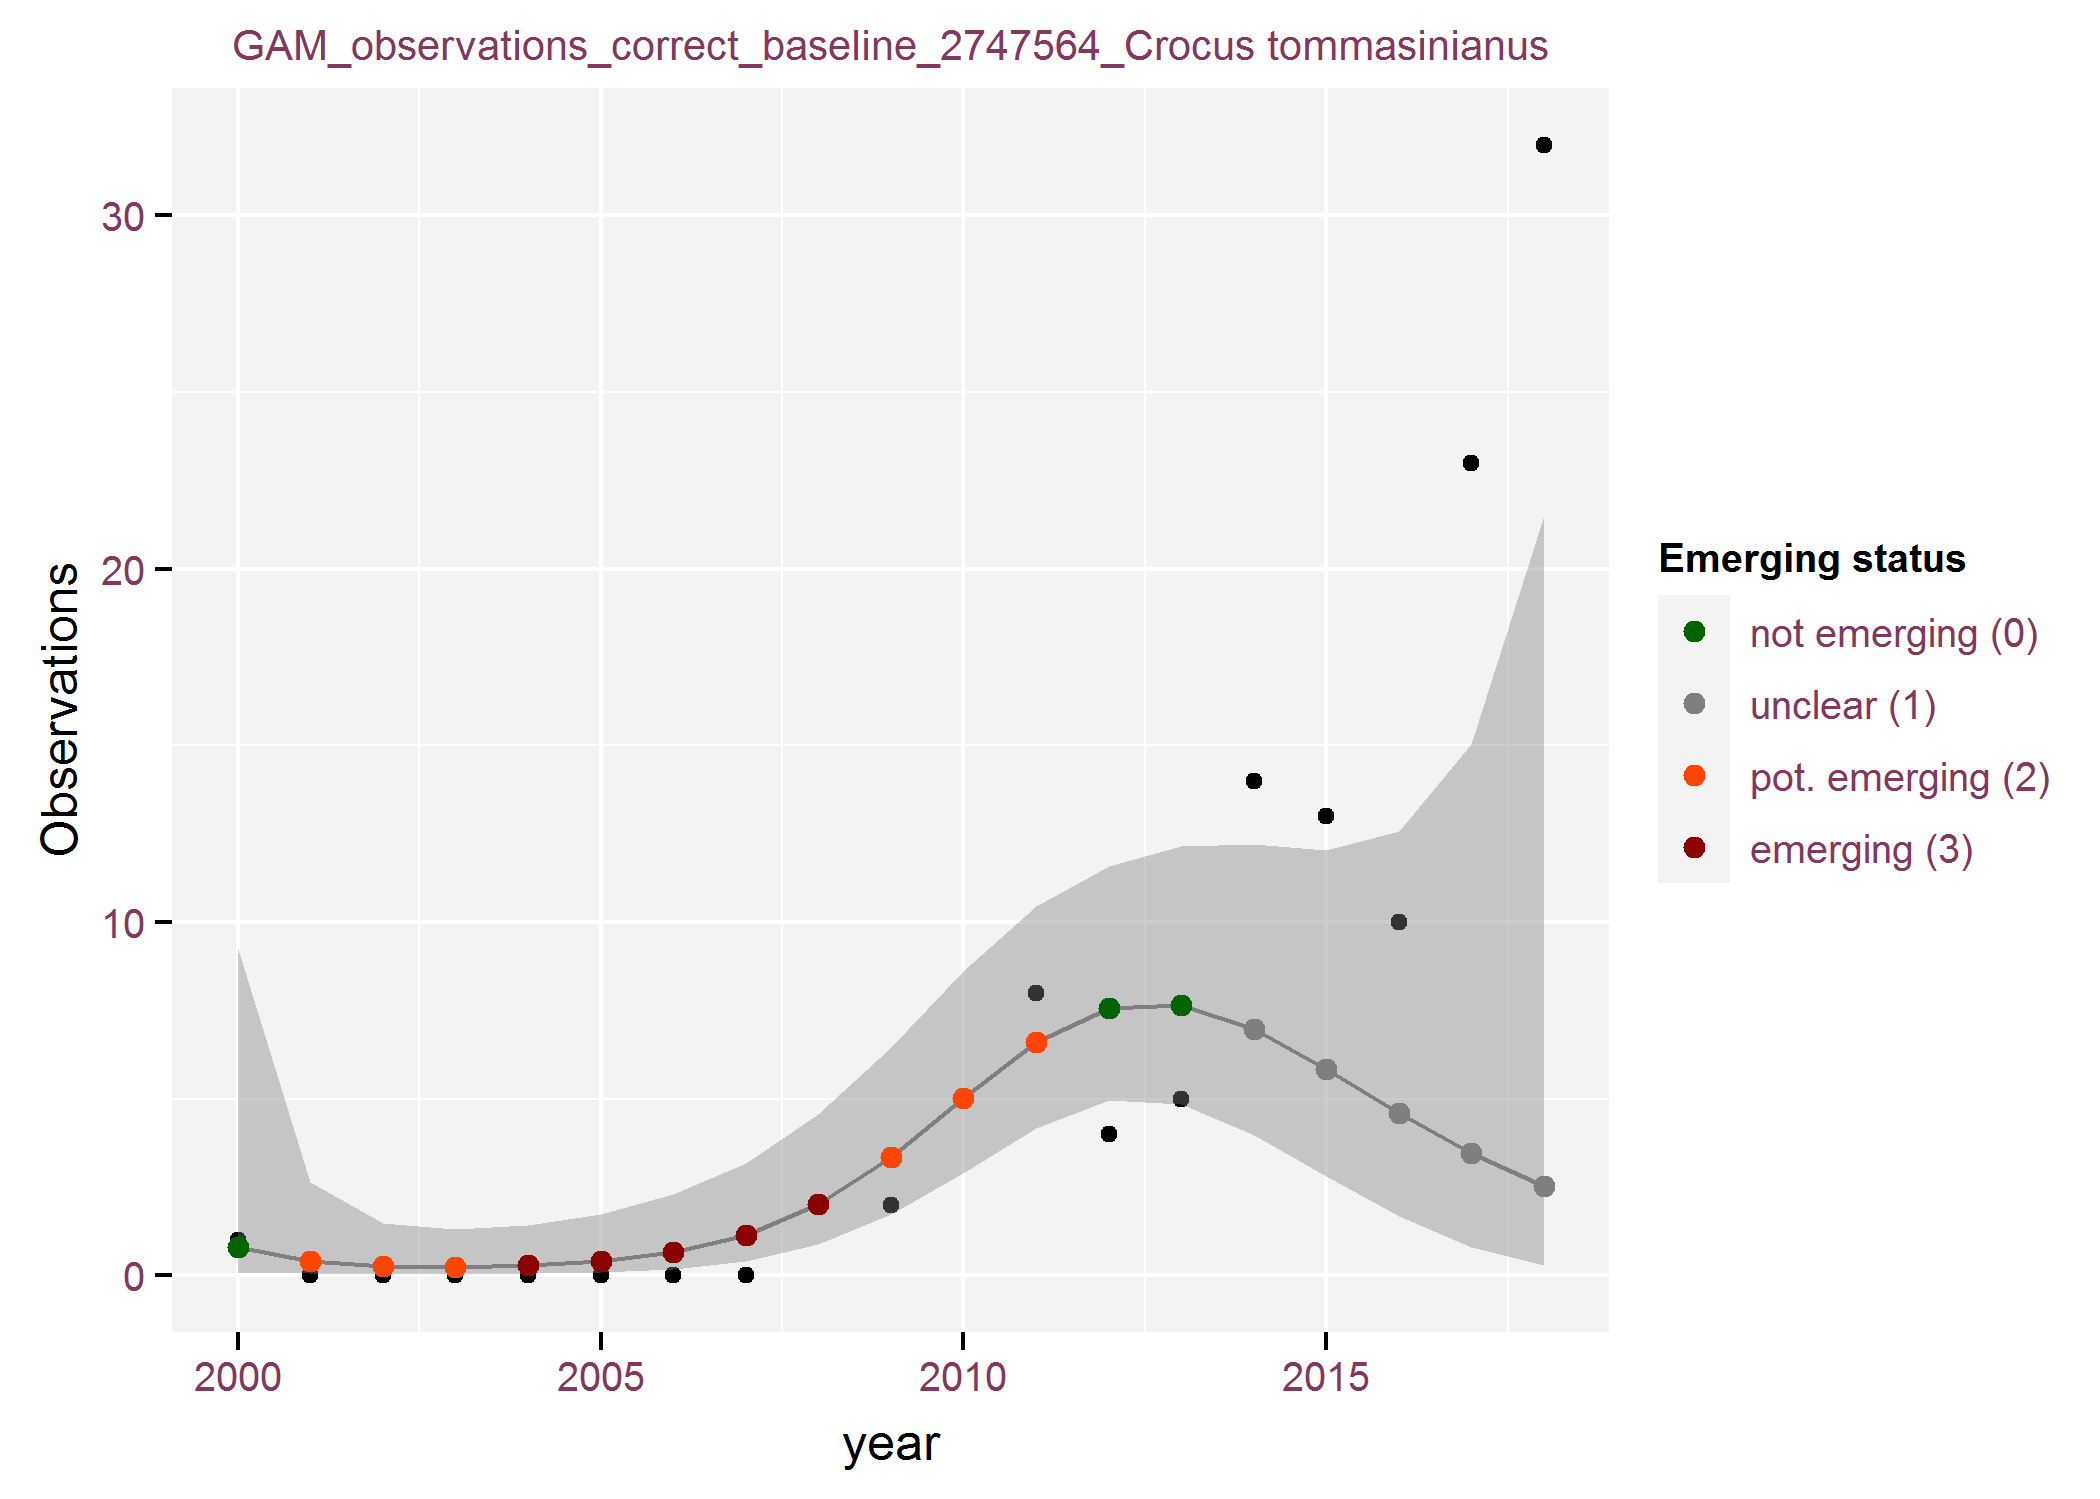 GAM_observations_correct_baseline_2747564_Crocus tommasinianus
Observations
30
20
10
0
2000 2005 2010 2015
year
Emerging status
not emerging (0)
unclear (1)
pot. emerging (2)
emerging (3)